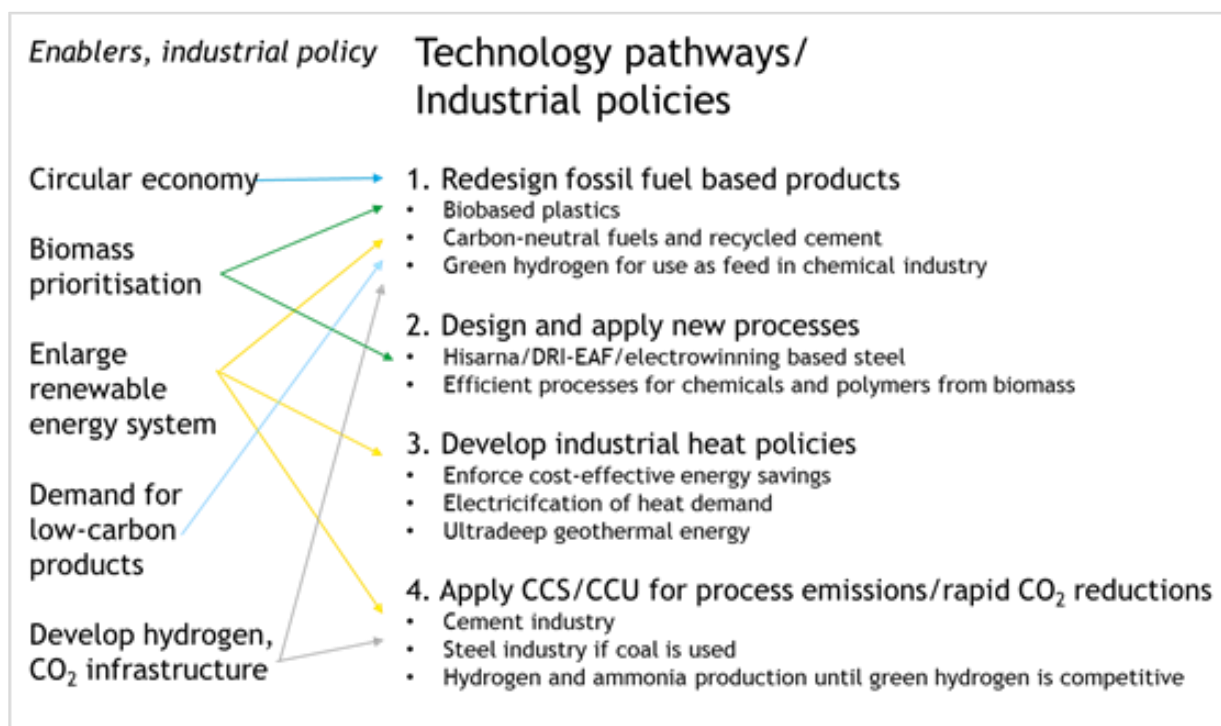 Enablers, industrial policy
Technology pathways/
Industrial policies
Circular economy
Biomass
prioritisation
Enlarge
renewable
energy system
Demand for
low-carbon
products
Develop hydrogen,
CO₂ infrastructure
1. Redesign fossil fuel based products
• Biobased plastics
• Carbon-neutral fuels and recycled cement
• Green hydrogen for use as feed in chemical industry
2. Design and apply new processes
• Hisarna/DRI-EAF/electrowinning based steel
• Efficient processes for chemicals and polymers from biomass
3. Develop industrial heat policies
• Enforce cost-effective energy savings
• Electricifcation of heat demand
• Ultradeep geothermal energy
4. Apply CCS/CCU for process emissions/rapid CO₂ reductions
• Cement industry
• Steel industry if coal is used
• Hydrogen and ammonia production until green hydrogen is competitive